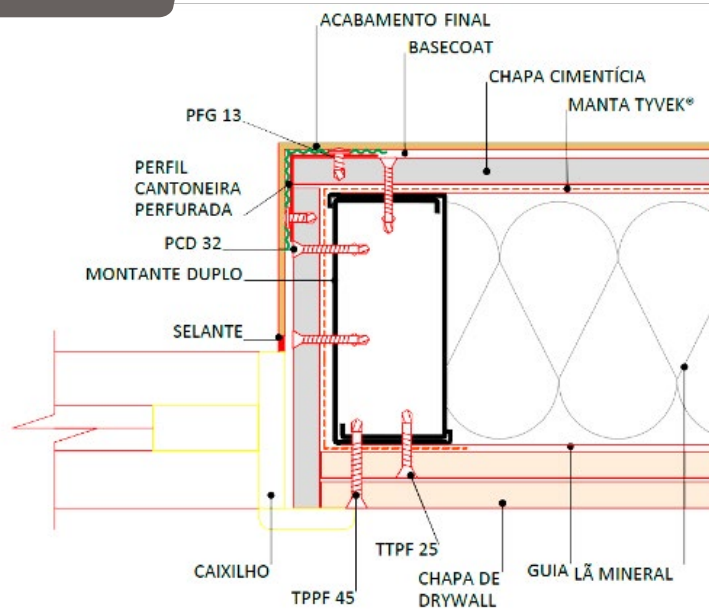 ACABAMENTO FINAL
BASECOAT
CHAPA CIMENTÍCIA
MANTA TYVEK®
PFG 13
PERFIL
CANTONEIRA
PERFURADA
PCD 32
MONTANTE DUPLO
SELANTE
CAIXILHO
TPPF 45
TTPF 25
CHAPA DE
DRYWALL
GUIA
LÃ MINERAL